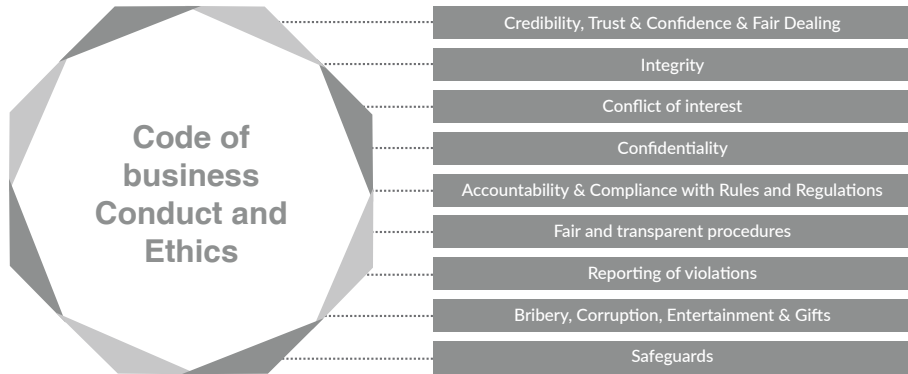 Code of
business
Conduct and
Ethics
Credibility, Trust & Confidence & Fair Dealing
Integrity
Conflict of interest
Confidentiality
Accountability & Compliance with Rules and Regulations
Fair and transparent procedures
Reporting of violations
Bribery, Corruption, Entertainment & Gifts
Safeguards